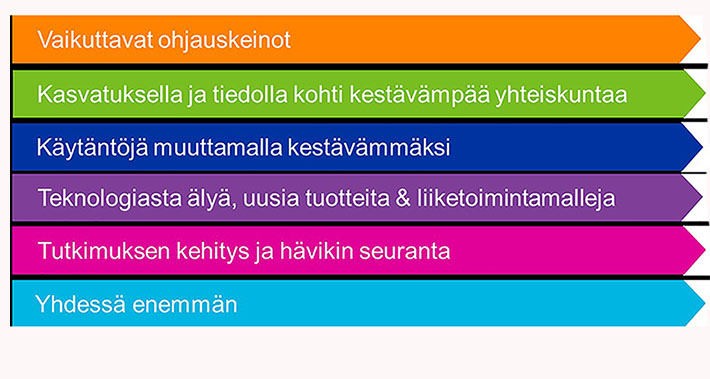 Vaikuttavat ohjauskeinot
Kasvatuksella ja tiedolla kohti kestävämpää yhteiskuntaa
Käytäntöjä muuttamalla kestävämmäksi
Teknologiasta älyä, uusia tuotteita & liiketoimintamalleja
Tutkimuksen kehitys ja hävikin seuranta
Yhdessä enemmän